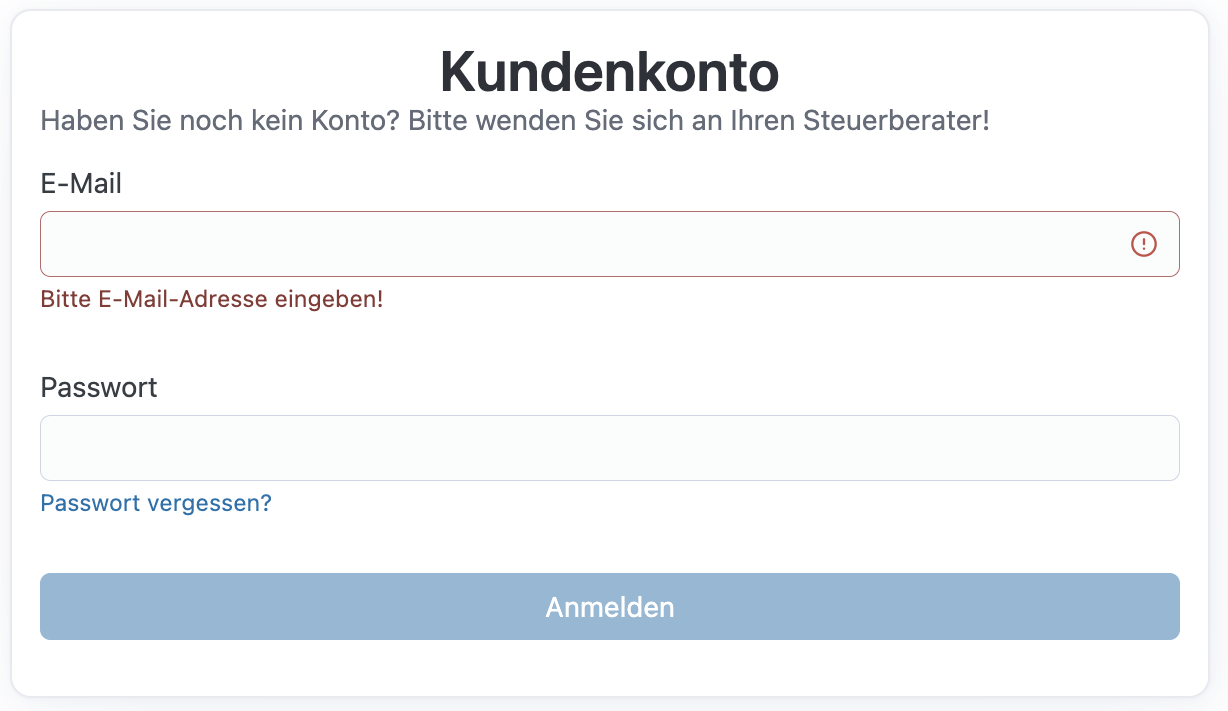 Kundenkonto
Haben Sie noch kein Konto? Bitte wenden Sie sich an Ihren Steuerberater!
E-Mail
Bitte E-Mail-Adresse eingeben!
Passwort
Passwort vergessen?
Anmelden